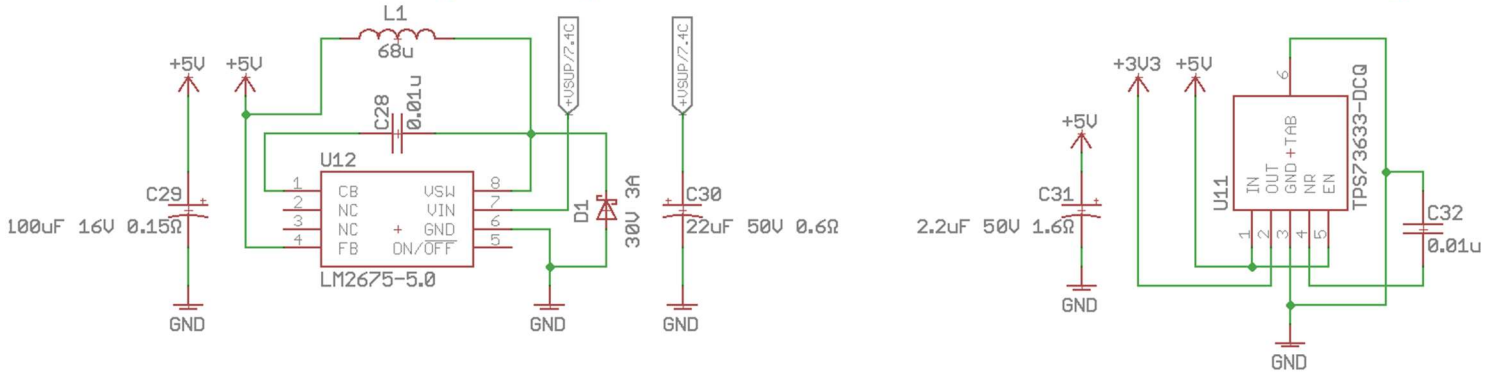 L1
68u
+5V
+5V
+VSUP/7.4C
+VSUP/7.4C
C28
0.01u
U12
1 CB VSW 8
2 NC VIN 7
3 NC + GND 6
4 FB ON/OFF 5
LM2675-5.0
C29
100uF 16V 0.15Ω
D1
30V 3A
C30
22uF 50V 0.6Ω
GND
GND
GND
+3V3
+5V
+5V
6
TPS73633-DCQ
U11
IN
OUT
GND+TAB
NR
EN
1
2
3
4
5
C31
2.2uF 50V 1.6Ω
C32
0.01u
GND
GND